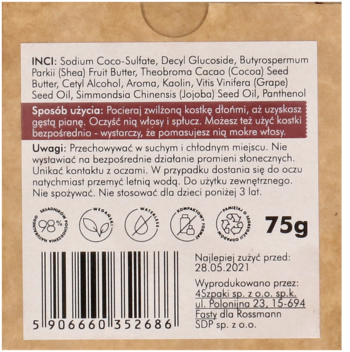 INCI: Sodium Coco-Sulfate, Decyl Glucoside, Butyrospermum
Parkii (Shea) Fruit Butter, Theobroma Cacao (Cocoa) Seed
Butter, Cetyl Alcohol, Aroma, Kaolin, Vitis Vinifera (Grape)
Seed Oil, Simmondsia Chinensis (Jojoba) Seed Oil, Panthenol
Sposób użycia: Pocieraj zwilżoną kostkę dłońmi, aż uzyskasz
gęstą pianę. Oczyść nią włosy i spłucz. Możesz też użyć kostki
bezpośrednio - wystarczy, że pomasujesz nią mokre włosy.
Uwagi: Przechowywać w suchym i chłodnym miejscu. Nie
wystawiać na bezpośrednie działanie promieni słonecznych.
Unikać kontaktu z oczami. W przypadku dostania się do oczu
natychmiast przemyć letnią wodą. Do użytku zewnętrznego.
Nie spożywać. Nie stosować dla dzieci poniżej 3 lat.
98%
75g
Najlepiej zużyć przed:
28.05.2021
Wyprodukowano przez:
4Szpaki sp. z o.o. sp.k.
ul. Polonijna 23, 15-694
Fasty dla Rossmann
SDP sp. z o.o.
5 906660 352686